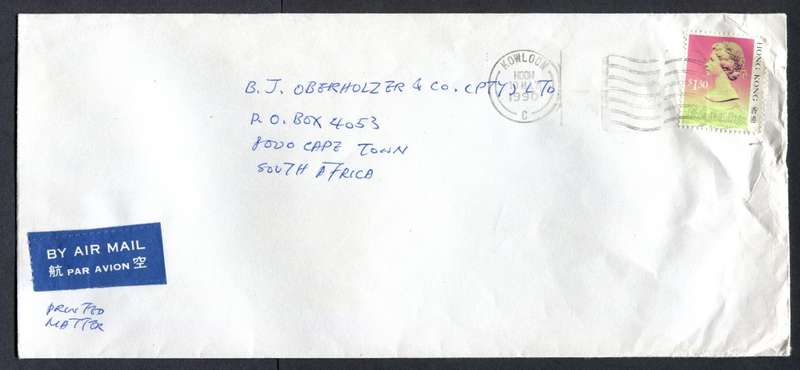 KOWLOON
NOON
1990
C
HONG KONG 香港
$1.80
B. J. OBERHOLZER & CO. (PTY) LTD
P.O. BOX 4053
8000 CAPE TOWN
SOUTH AFRICA
BY AIR MAIL
航 PAR AVION 空
PRINTED
MATTER